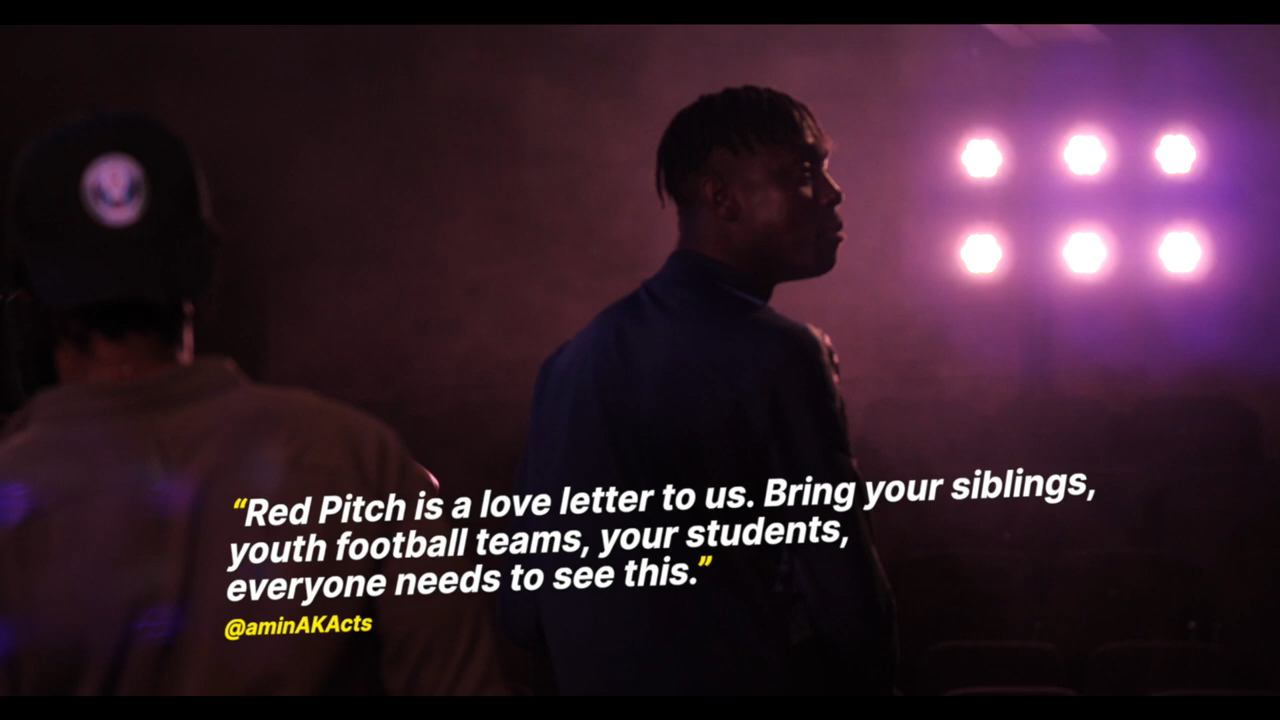 “Red Pitch is a love letter to us. Bring your siblings,
youth football teams, your students,
everyone needs to see this.”
@aminAKActs